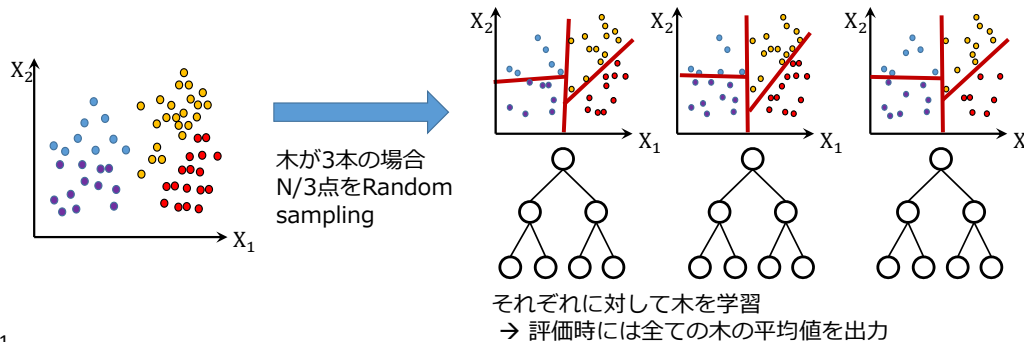 X2
X1
木が3本の場合
N/3点をRandom
sampling
X2
X1
X2
X1
X2
X
それぞれに対して木を学習
→ 評価時には全ての木の平均値を出力
1